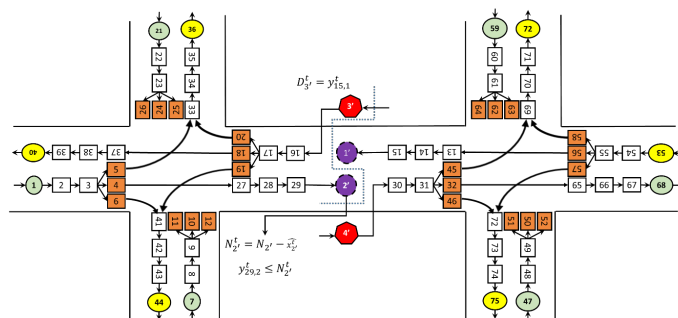 21 36 59 72
22 35 60 71
23 34 61 70
26 24 25 33 64 62 63 69
D^t_{3'} = y^t_{15,1}
3'
20 58
40 39 38 37 18 17 16 1' 15 14 13 56 55 54 53
5 19 45 57
1 2 3 4 27 28 29 2' 30 31 32 65 66 67 68
6 46
41 11 10 12 72 51 50 52
4'
42 9 73 49
N^t_{2'} = N_{2'} −
43 8 74 48
y^t_{29,2} ≤ N^t_{2'}
44 7 75 47